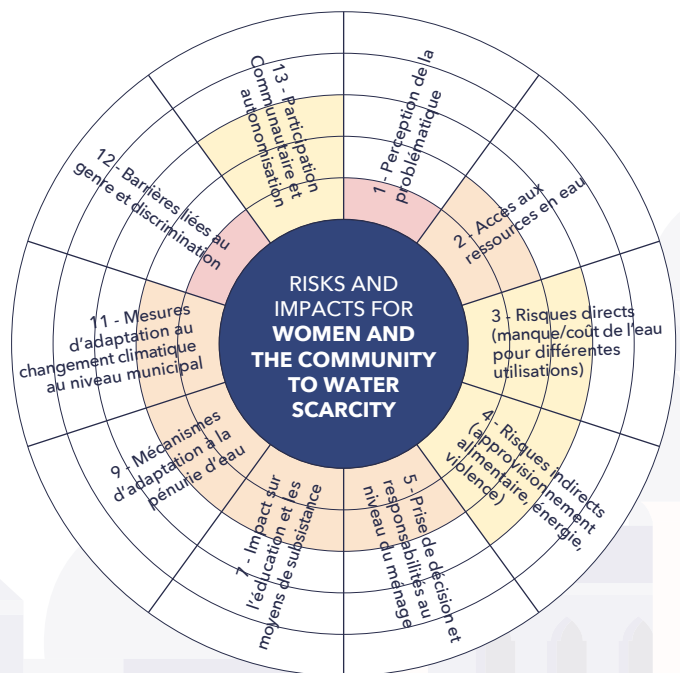 RISKS AND
IMPACTS FOR
WOMEN AND
THE COMMUNITY
TO WATER
SCARCITY
1 - Perception de la
problématique
2 - Accès aux
ressources en eau
3 - Risques directs
(manque/coût de l'eau
pour différentes
utilisations)
4 - Risques indirects
(approvisionnement
alimentaire, énergie,
violence)
5 - Prise de décision et
responsabilités au
niveau du ménage
7 - Impact sur
l'éducation et les
moyens de subsistance
9 - Mécanismes
d'adaptation à la
pénurie d'eau
11 - Mesures
d'adaptation au
changement climatique
au niveau municipal
12 - Barrières liées au
genre et discrimination
13 - Participation
Communautaire et
autonomisation